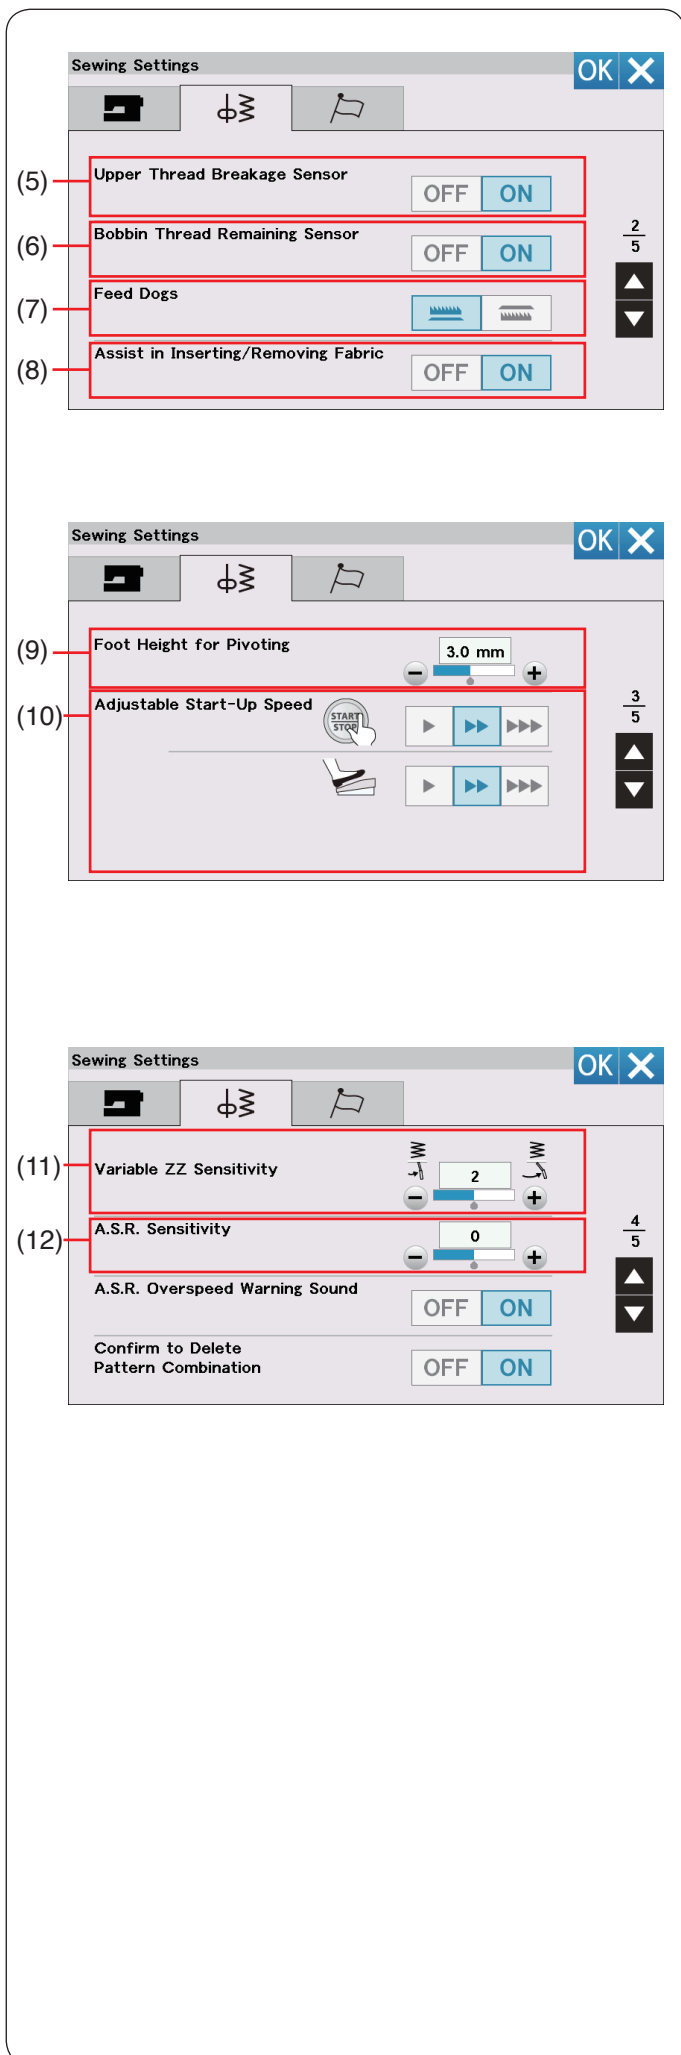 Sewing Settings
OK
(5) Upper Thread Breakage Sensor
OFF ON
(6) Bobbin Thread Remaining Sensor
OFF ON
2
5
(7) Feed Dogs
(8) Assist in Inserting/Removing Fabric
OFF ON
Sewing Settings
OK
(9) Foot Height for Pivoting
3.0 mm
(10) Adjustable Start-Up Speed
START
STOP
3
5
Sewing Settings
OK
(11) Variable ZZ Sensitivity
2
(12) A.S.R. Sensitivity
0
4
5
A.S.R. Overspeed Warning Sound
OFF ON
Confirm to Delete
Pattern Combination
OFF ON